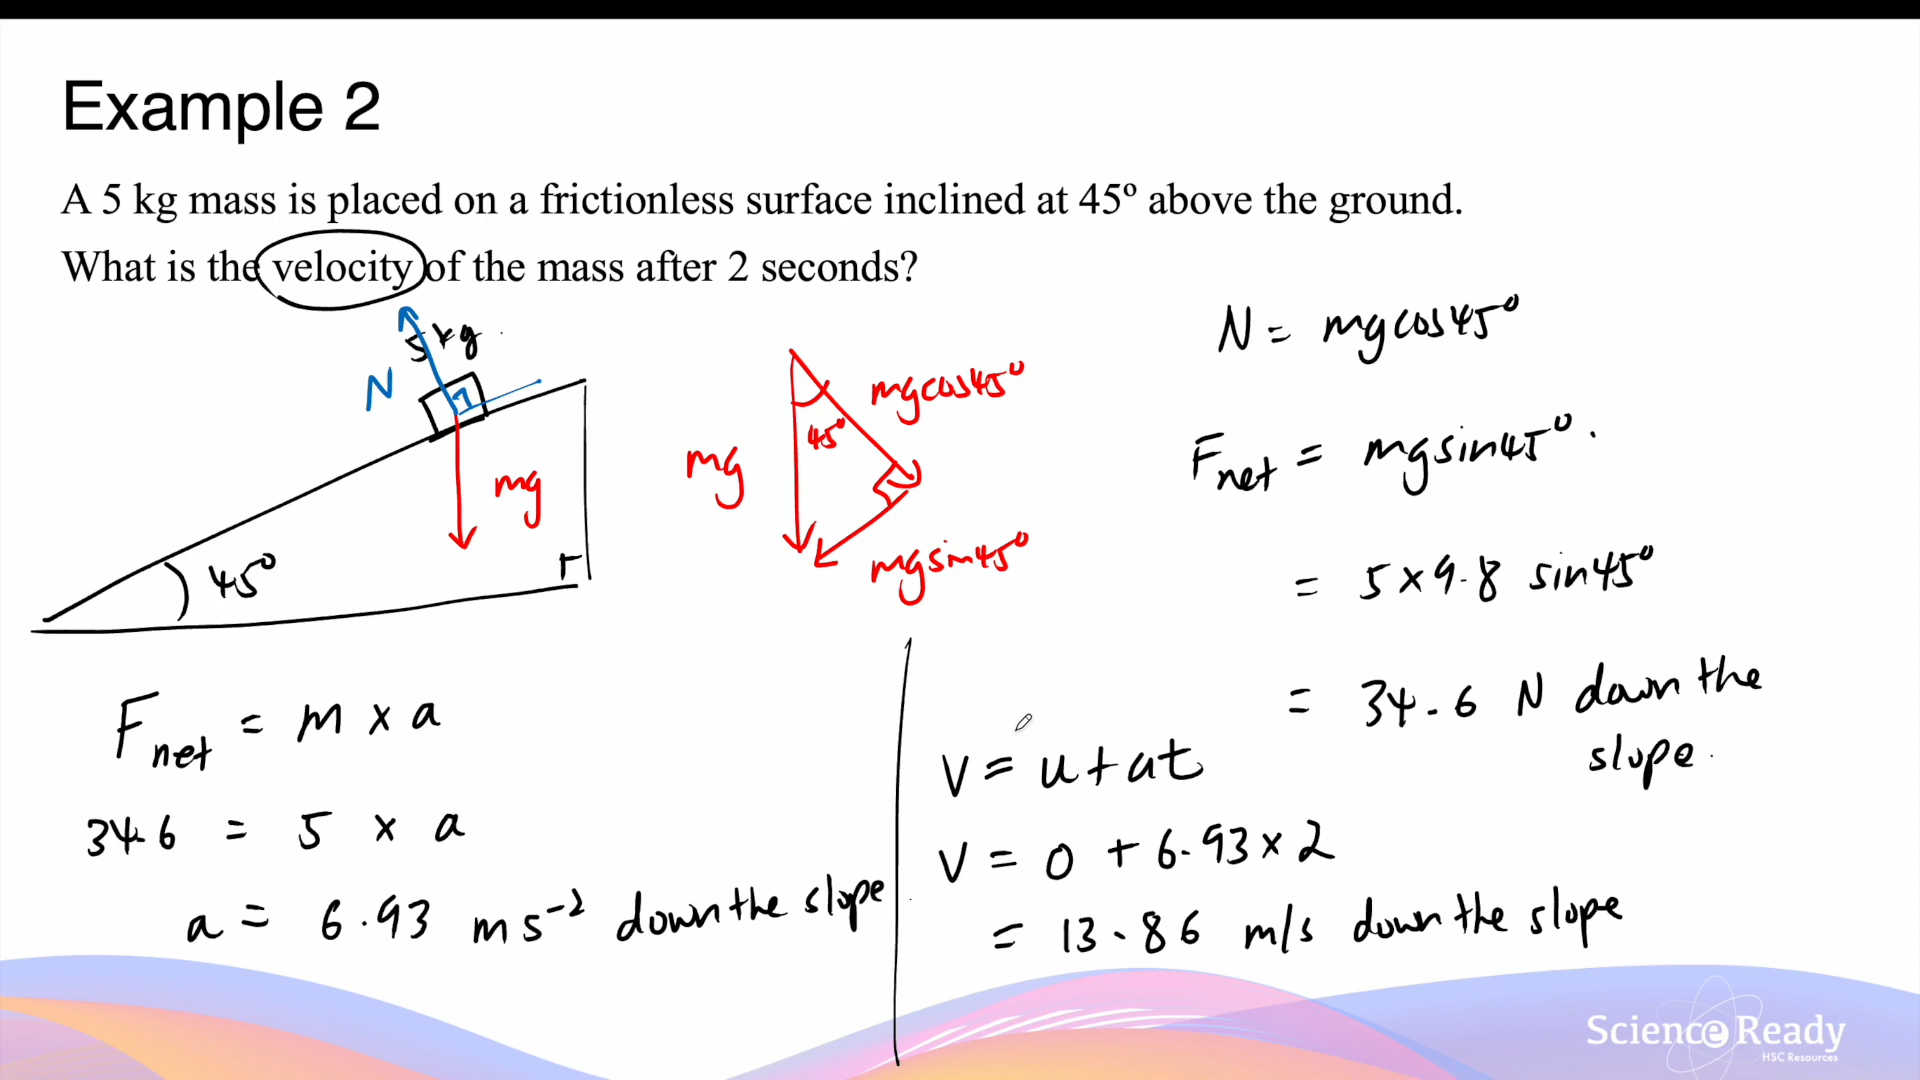 Example 2
A 5 kg mass is placed on a frictionless surface inclined at 45º above the ground.
What is the velocity of the mass after 2 seconds?
5 kg
N
mg
45°
mg
45°
mgcos45°
mgsin45°
N = mgcos45°
Fnet = mgsin45°.
= 5 × 9.8 sin45°
= 34.6 N down the
slope.
Fnet = m × a
34.6 = 5 × a
a = 6.93 ms⁻² down the slope
V = u + at
V = 0 + 6.93 × 2
= 13.86 m/s down the slope
Science Ready
HSC Resources